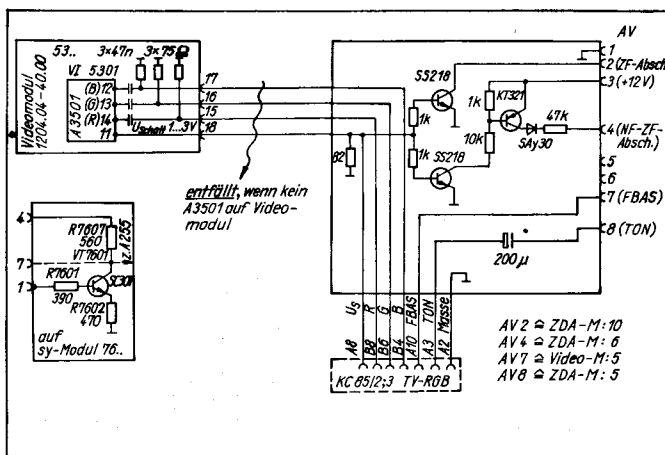 AV
53.. 3×47n 3×75Ω
VI 5301
A3501
(B)12
(G)13
(R)14
11
17
16
15
18
Uschalt 1...3V
Videomodul
1204.04-40.00
entfällt, wenn kein
A3501 auf Video-
modul
82
1k
1k
SS218
SS218
1k
10k
KT321
SAy30
47k
200µ
1
2 (ZF-Absch.)
3 (+12V)
4 (NF-ZF-
Absch.)
5
6
7 (FBAS)
8 (TON)
4
R7607
560
VT7601
z.A255
7
R7601
1
390
R7602
470
auf
sy-Modul 76..
Us R G B FBAS TON Masse
A8 B8 B6 B4 A10 A3 A2
KC 85/2;3 TV-RGB
AV 2 ≙ ZDA-M: 10
AV 4 ≙ ZDA-M: 6
AV 7 ≙ Video-M: 5
AV 8 ≙ ZDA-M: 5